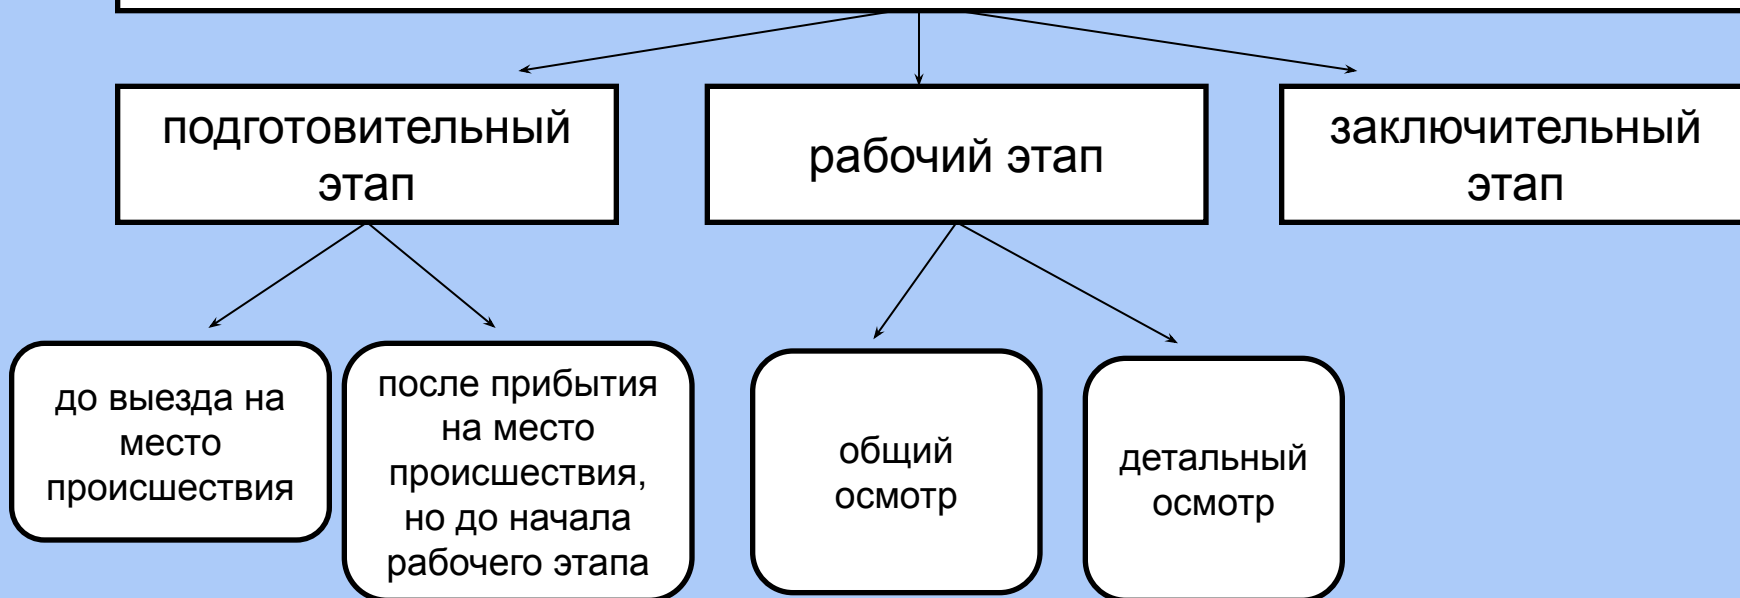 подготовительный
этап
рабочий этап
заключительный
этап
до выезда на
место
происшествия
после прибытия
на место
происшествия,
но до начала
рабочего этапа
общий
осмотр
детальный
осмотр